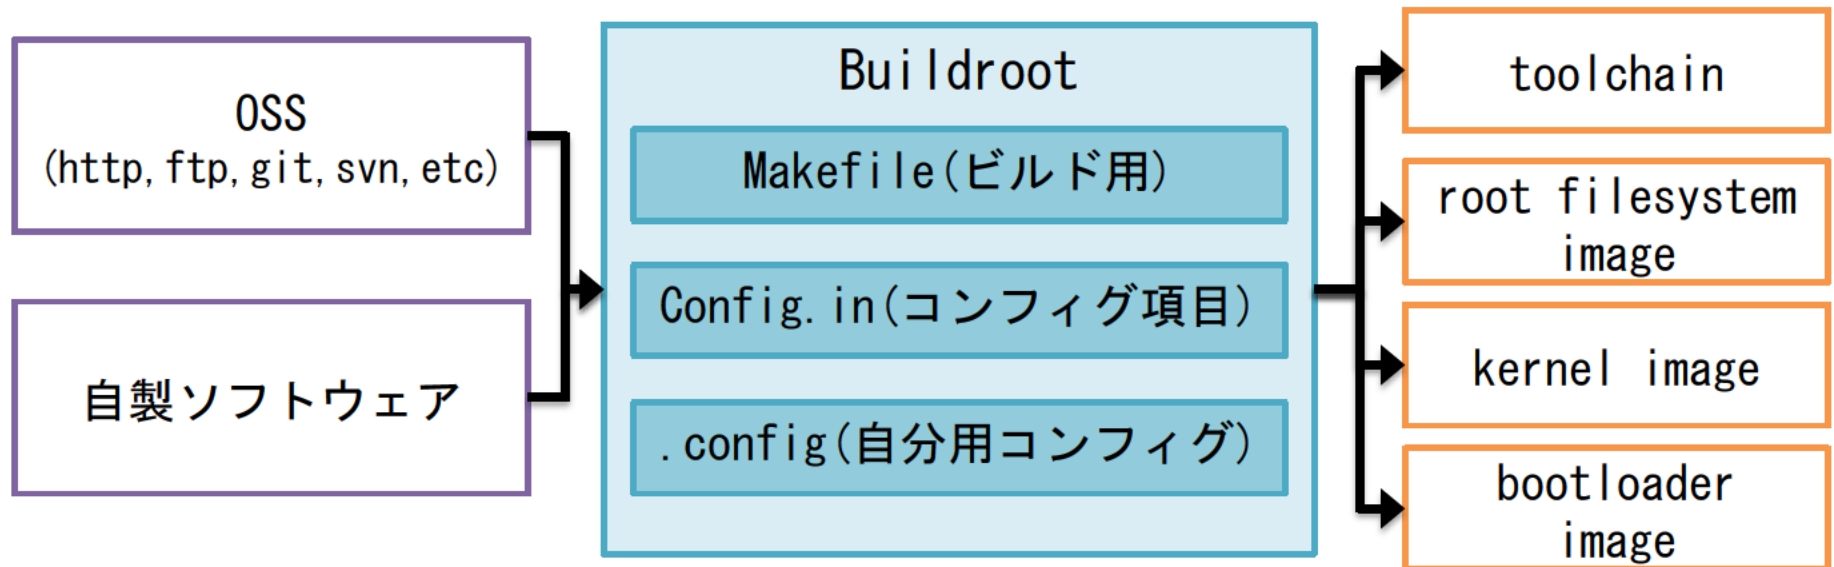 OSS
(http,ftp,git,svn,etc)
自製ソフトウェア
Buildroot
Makefile(ビルド用)
Config.in(コンフィグ項目)
.config(自分用コンフィグ)
toolchain
root filesystem
image
kernel image
bootloader
image